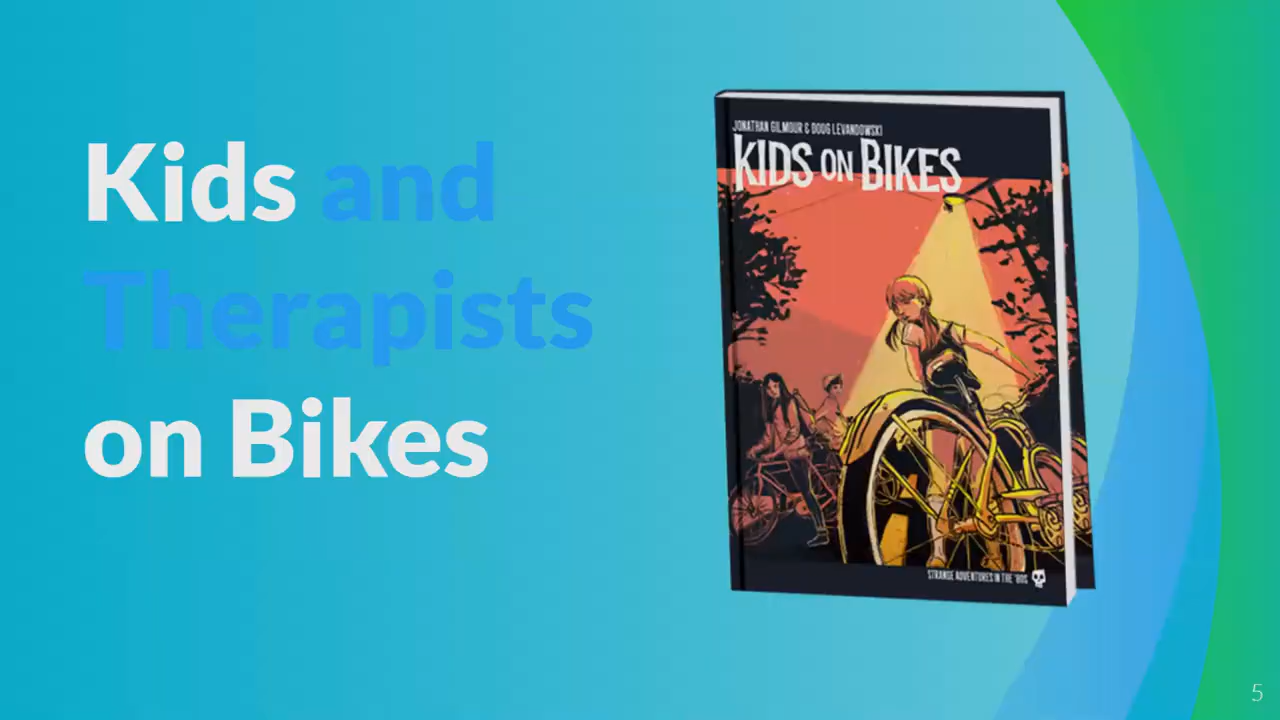 Kids and
Therapists
on Bikes
JONATHAN GILMOUR & DOUG LEVANDOWSKI
KIDS ON BIKES
STRANGE ADVENTURES IN THE '80S
5